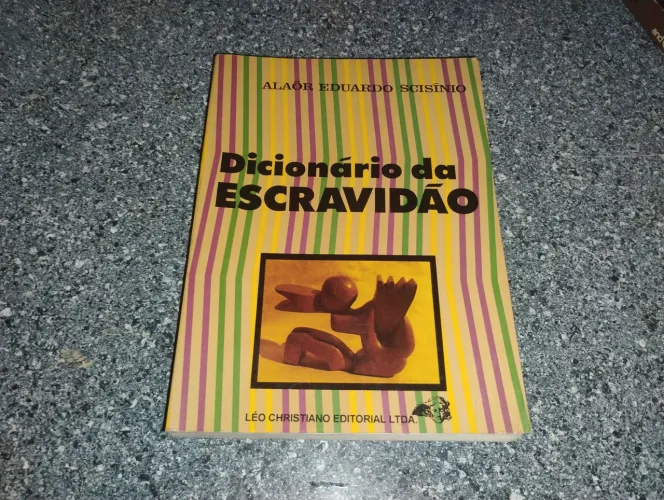 ALAÔR EDUARDO SCISÍNIO
Dicionário da
ESCRAVIDÃO
LÉO CHRISTIANO EDITORIAL LTDA.